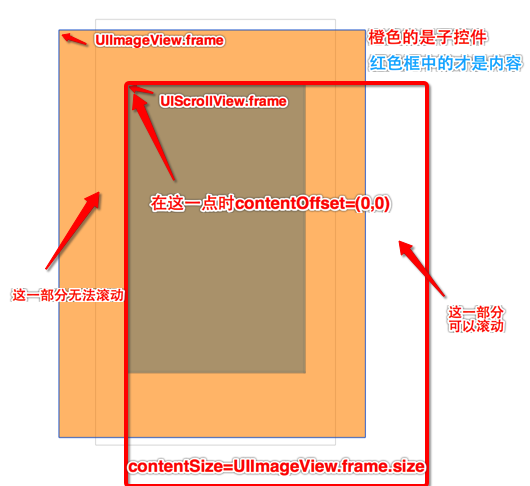 UIImageView.frame
橙色的是子控件
红色框中的才是内容
UIScrollView.frame
在这一点时contentOffset=(0,0)
这一部分无法滚动
这一部分
可以滚动
contentSize=UIImageView.frame.size